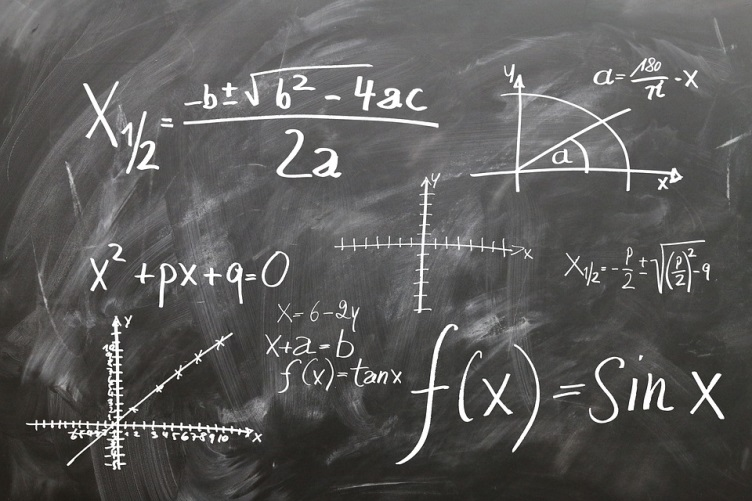 X1/2 = -b ± √b² - 4ac / 2a
y
a = 180/π · x
a
x
y
x
x² + px + q = 0
X1/2 = - p/2 ± √(p/2)² - q
x = 6 - 2y
x + a = b
f(x) = tan x
f(x) = Sin x
y
x